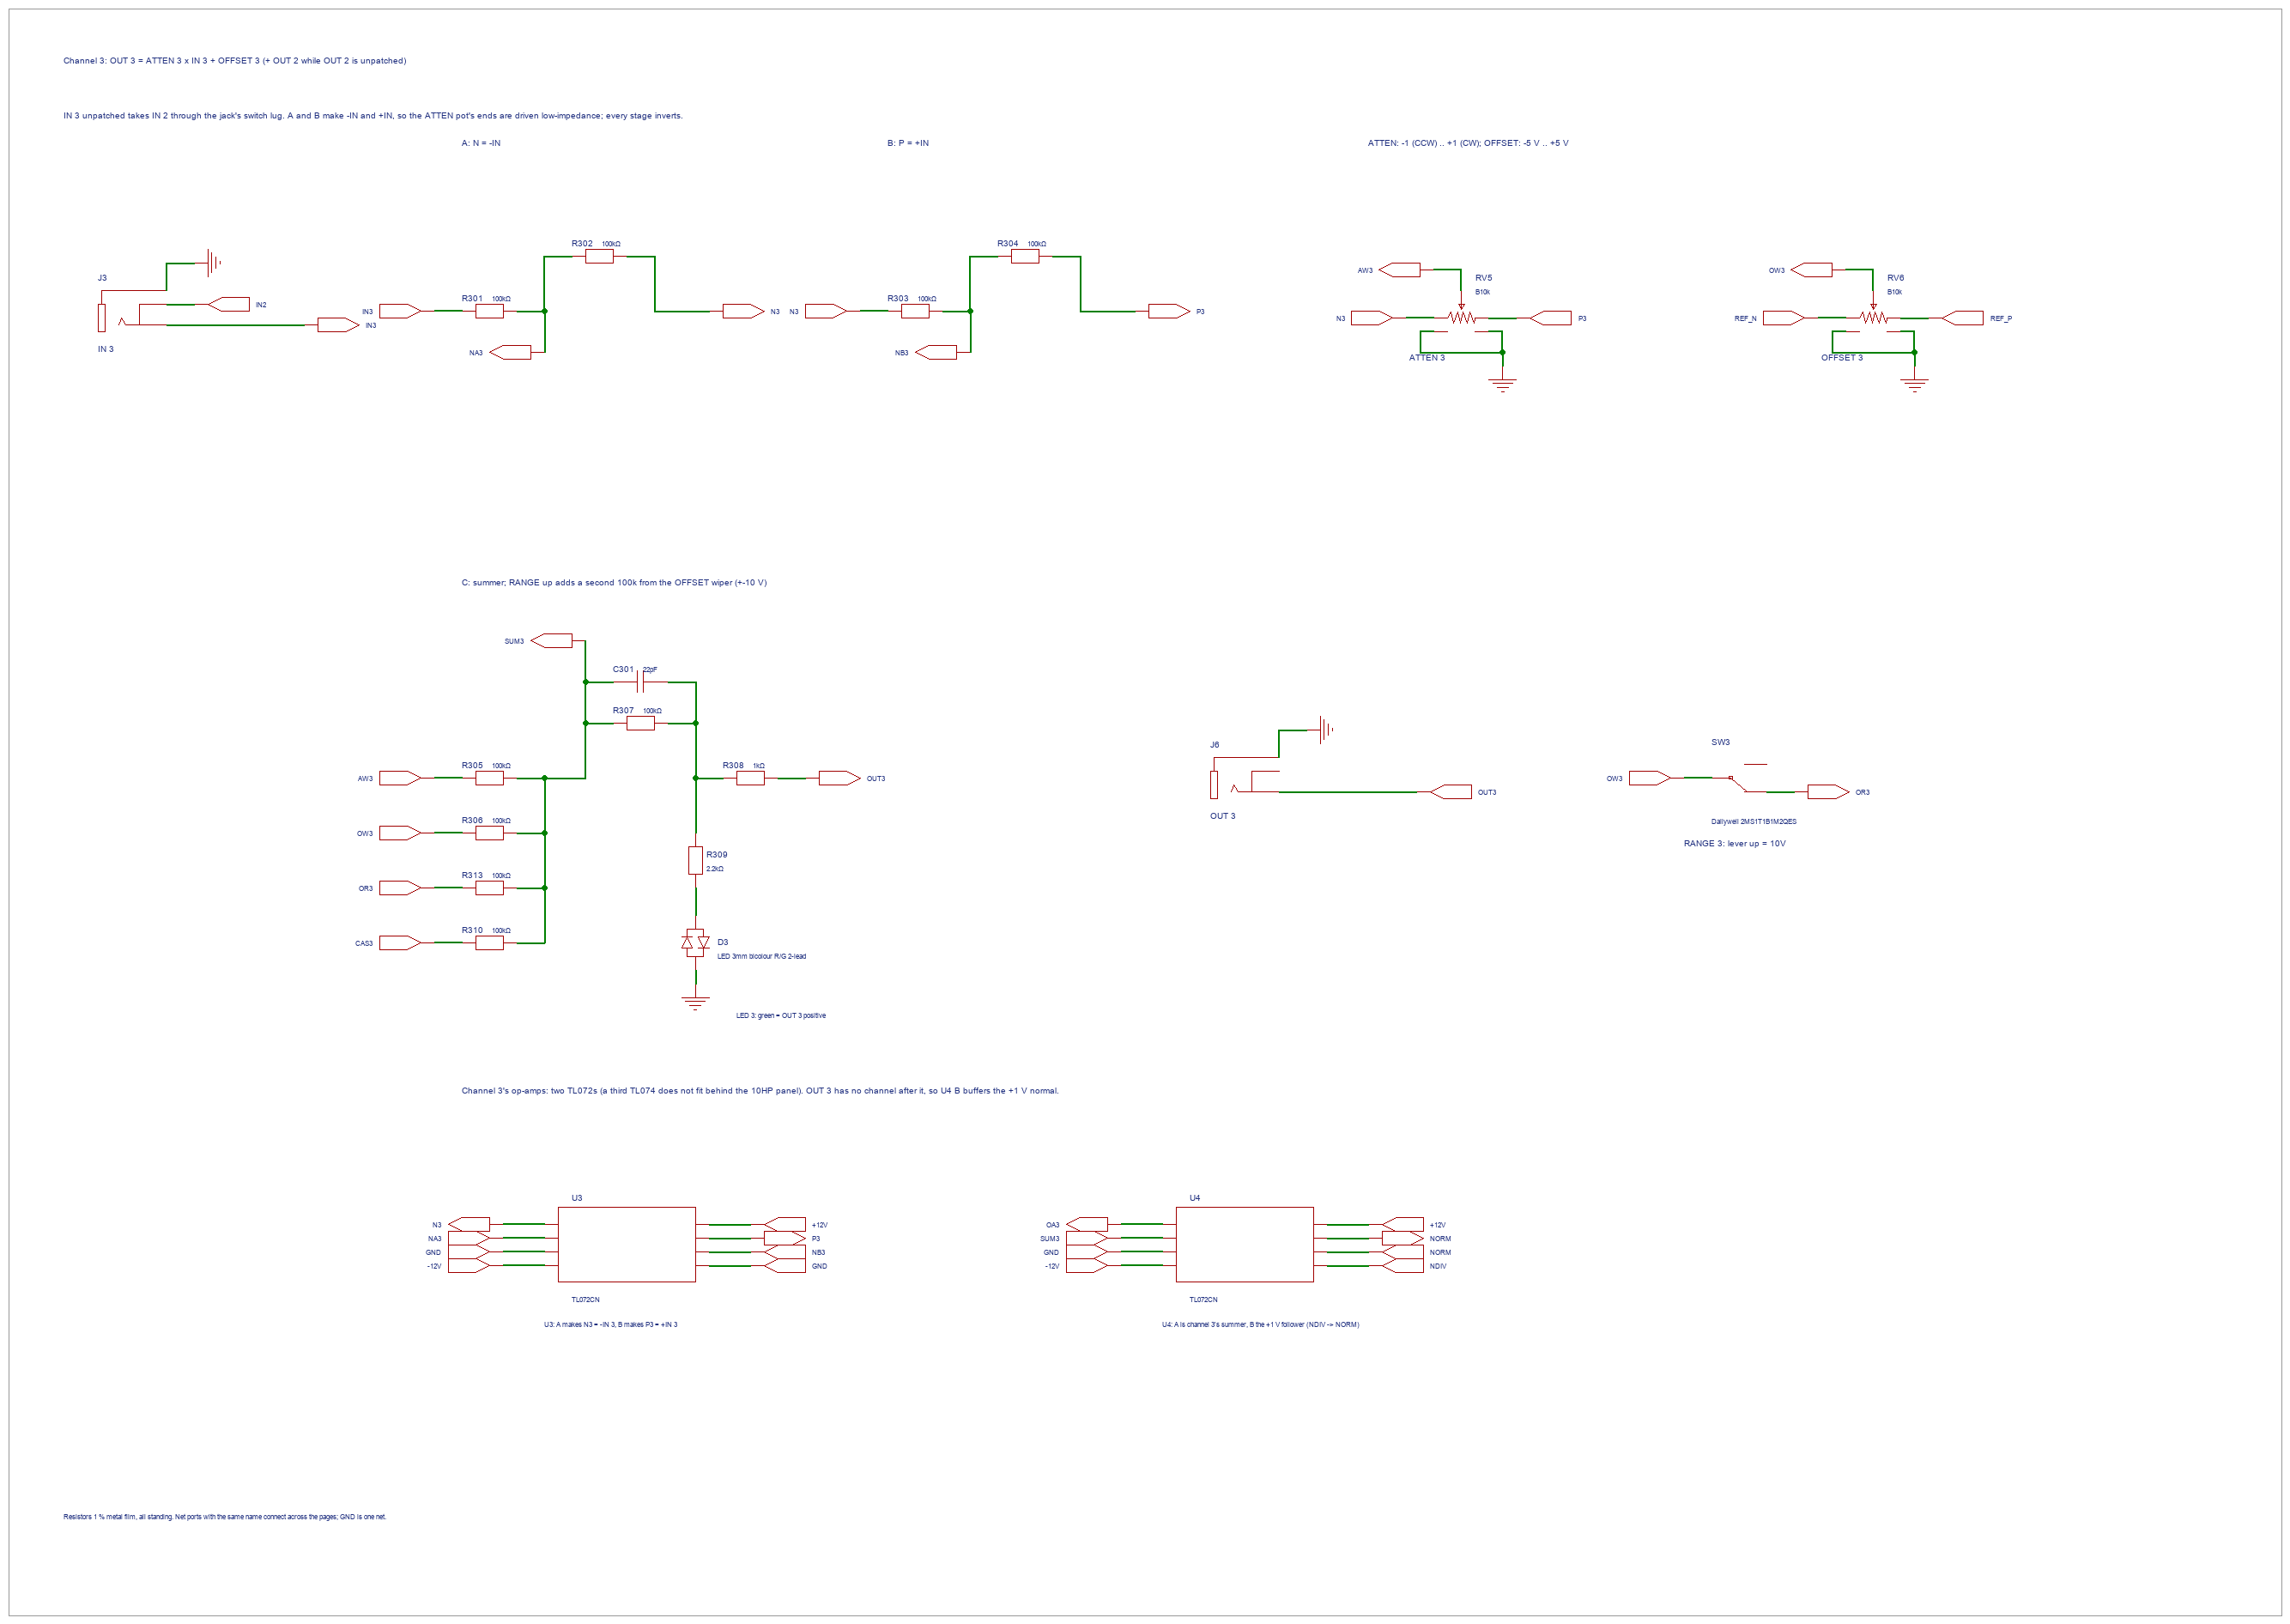 Channel 3: OUT 3 = ATTEN 3 x IN 3 + OFFSET 3 (+ OUT 2 while OUT 2 is unpatched)
IN 3 unpatched takes IN 2 through the jack's switch lug. A and B make -IN and +IN, so the ATTEN pot's ends are driven low-impedance; every stage inverts.
A: N = -IN
B: P = +IN
ATTEN: -1 (CCW) .. +1 (CW); OFFSET: -5 V .. +5 V
R302 100kΩ
R304 100kΩ
J3
AW3
RV5
B10k
OW3
RV6
B10k
IN2
IN3
IN 3
IN3
R301 100kΩ
N3
NA3
N3
R303 100kΩ
P3
NB3
N3
P3
ATTEN 3
REF_N
REF_P
OFFSET 3
C: summer; RANGE up adds a second 100k from the OFFSET wiper (+-10 V)
SUM3
C301 22pF
R307 100kΩ
AW3
R305 100kΩ
R308 1kΩ
OUT3
OW3
R306 100kΩ
OR3
R313 100kΩ
CAS3
R310 100kΩ
R309
2.2kΩ
D3
LED 3mm bicolour R/G 2-lead
LED 3: green = OUT 3 positive
J6
OUT3
OUT 3
SW3
OW3
OR3
Dailywell 2MS1T1B1M2QES
RANGE 3: lever up = 10V
Channel 3's op-amps: two TL072s (a third TL074 does not fit behind the 10HP panel). OUT 3 has no channel after it, so U4 B buffers the +1 V normal.
U3
N3
NA3
GND
-12V
+12V
P3
NB3
GND
TL072CN
U3: A makes N3 = -IN 3, B makes P3 = +IN 3
U4
OA3
SUM3
GND
-12V
+12V
NORM
NORM
NDIV
TL072CN
U4: A is channel 3's summer, B the +1 V follower (NDIV -> NORM)
Resistors 1 % metal film, all standing. Net ports with the same name connect across the pages; GND is one net.